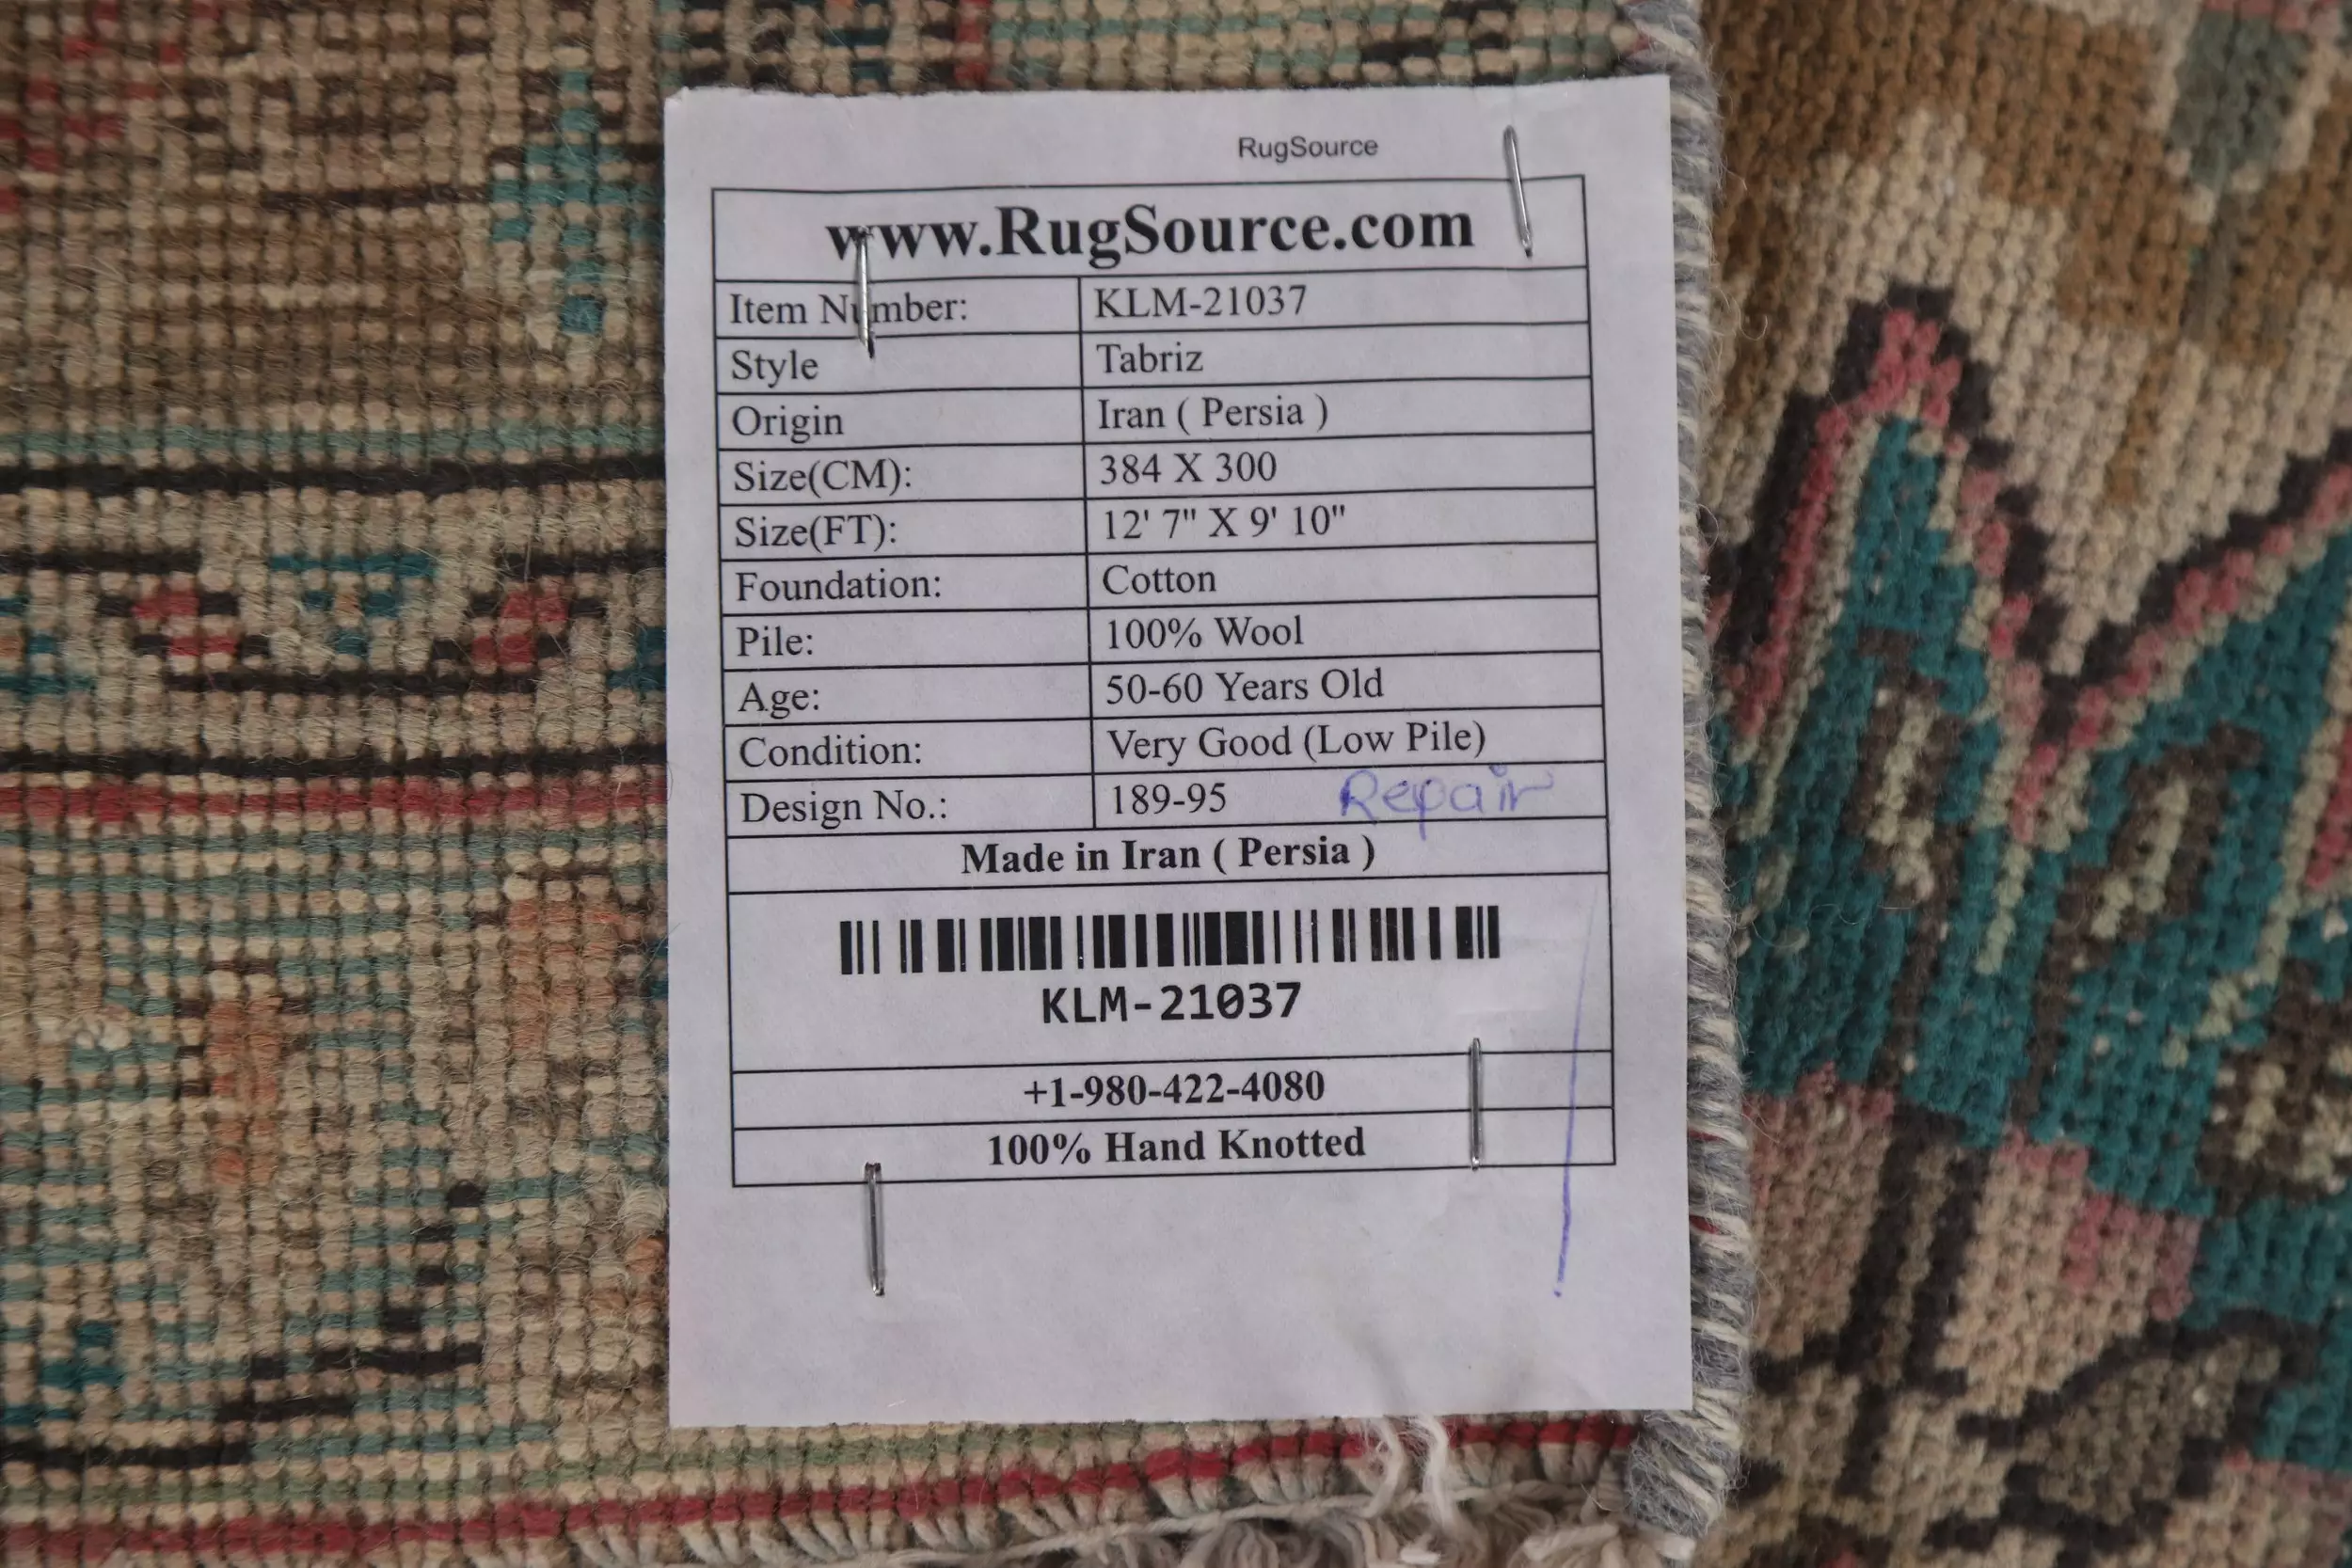 RugSource
www.RugSource.com
Item Number: KLM-21037
Style Tabriz
Origin Iran ( Persia )
Size(CM): 384 X 300
Size(FT): 12' 7" X 9' 10"
Foundation: Cotton
Pile: 100% Wool
Age: 50-60 Years Old
Condition: Very Good (Low Pile)
Design No.: 189-95 Repair
Made in Iran ( Persia )
KLM-21037
+1-980-422-4080
100% Hand Knotted